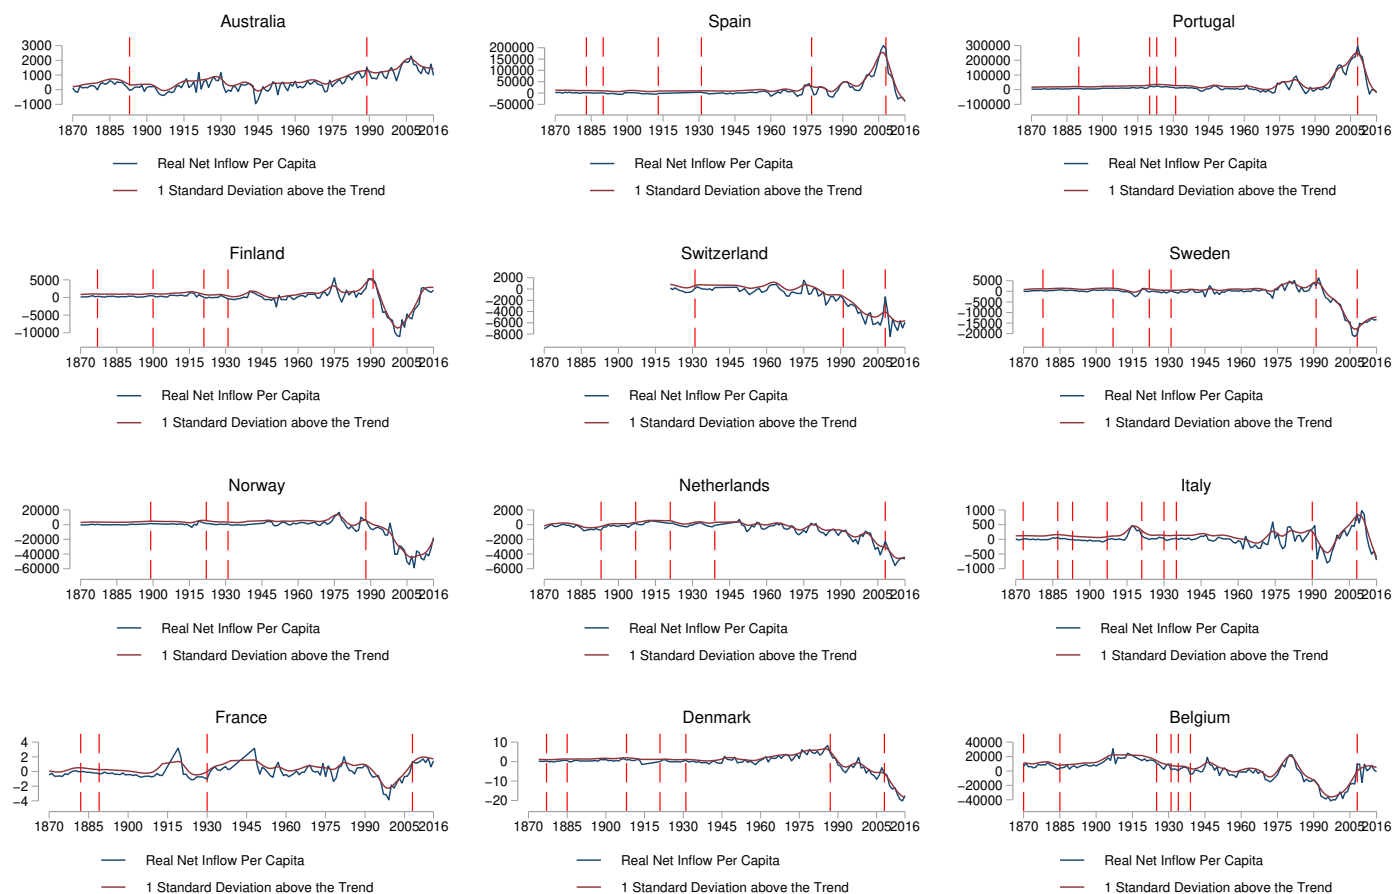 Australia
3000
2000
1000
0
−1000
1870 1885 1900 1915 1930 1945 1960 1975 1990 2005 2016
Real Net Inflow Per Capita
1 Standard Deviation above the Trend
Spain
200000
150000
100000
50000
0
−50000
1870 1885 1900 1915 1930 1945 1960 1975 1990 2005 2016
Real Net Inflow Per Capita
1 Standard Deviation above the Trend
Portugal
300000
200000
100000
0
−100000
1870 1885 1900 1915 1930 1945 1960 1975 1990 2005 2016
Real Net Inflow Per Capita
1 Standard Deviation above the Trend
Finland
5000
0
−5000
−10000
1870 1885 1900 1915 1930 1945 1960 1975 1990 2005 2016
Real Net Inflow Per Capita
1 Standard Deviation above the Trend
Switzerland
2000
0
−2000
−4000
−6000
−8000
1870 1885 1900 1915 1930 1945 1960 1975 1990 2005 2016
Real Net Inflow Per Capita
1 Standard Deviation above the Trend
Sweden
5000
0
−5000
−10000
−15000
−20000
1870 1885 1900 1915 1930 1945 1960 1975 1990 2005 2016
Real Net Inflow Per Capita
1 Standard Deviation above the Trend
Norway
20000
0
−20000
−40000
−60000
1870 1885 1900 1915 1930 1945 1960 1975 1990 2005 2016
Real Net Inflow Per Capita
1 Standard Deviation above the Trend
Netherlands
2000
0
−2000
−4000
−6000
1870 1885 1900 1915 1930 1945 1960 1975 1990 2005 2016
Real Net Inflow Per Capita
1 Standard Deviation above the Trend
Italy
1000
500
0
−500
−1000
1870 1885 1900 1915 1930 1945 1960 1975 1990 2005 2016
Real Net Inflow Per Capita
1 Standard Deviation above the Trend
France
4
2
0
−2
−4
1870 1885 1900 1915 1930 1945 1960 1975 1990 2005 2016
Real Net Inflow Per Capita
1 Standard Deviation above the Trend
Denmark
10
0
−10
−20
1870 1885 1900 1915 1930 1945 1960 1975 1990 2005 2016
Real Net Inflow Per Capita
1 Standard Deviation above the Trend
Belgium
40000
20000
0
−20000
−40000
1870 1885 1900 1915 1930 1945 1960 1975 1990 2005 2016
Real Net Inflow Per Capita
1 Standard Deviation above the Trend